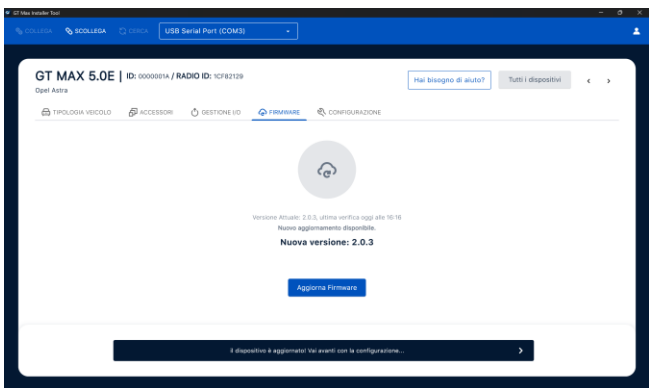 GT Max Installer Tool
COLLEGA SCOLLEGA CERCA USB Serial Port (COM3)
GT MAX 5.0E | ID: 0000001A / RADIO ID: 1CF82129
Hai bisogno di aiuto? Tutti i dispositivi
Opel Astra
TIPOLOGIA VEICOLO ACCESSORI GESTIONE I/O FIRMWARE CONFIGURAZIONE
Versione Attuale: 2.0.3, ultima verifica oggi alle 16:16
Nuovo aggiornamento disponibile.
Nuova versione: 2.0.3
Aggiorna Firmware
Il dispositivo è aggiornato! Vai avanti con la configurazione...